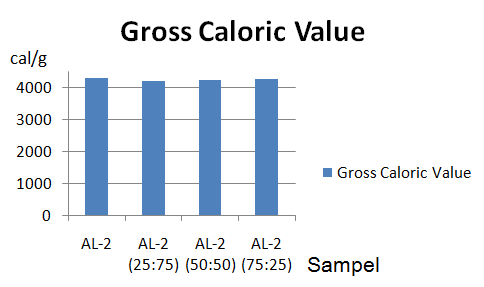 Gross Caloric Value
cal/g
4000
3000
2000
1000
0
AL-2 AL-2 AL-2 AL-2
(25:75) (50:50) (75:25)
Sampel
Gross Caloric Value